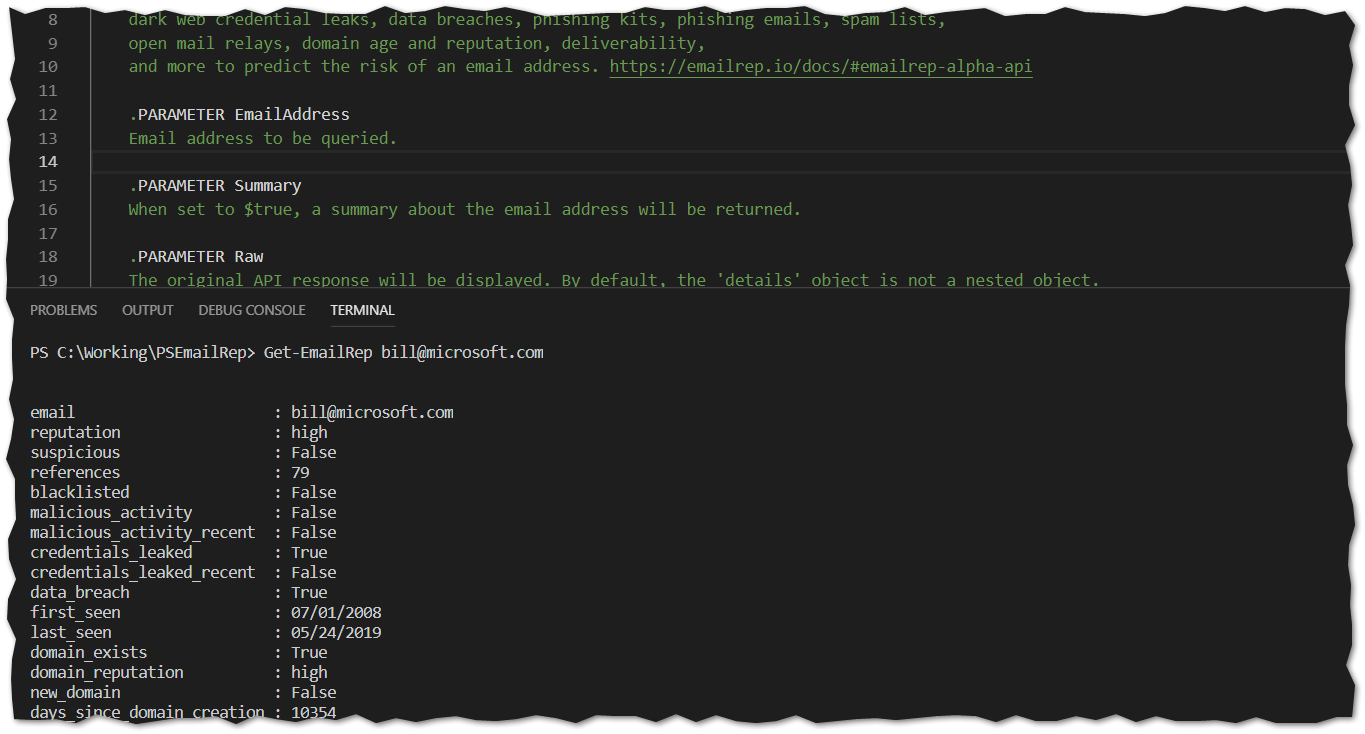 8 dark web credential leaks, data breaches, phishing kits, phishing emails, spam lists,
9 open mail relays, domain age and reputation, deliverability,
10 and more to predict the risk of an email address. https://emailrep.io/docs/#emailrep-alpha-api
11
12 .PARAMETER EmailAddress
13 Email address to be queried.
14
15 .PARAMETER Summary
16 When set to $true, a summary about the email address will be returned.
17
18 .PARAMETER Raw
19 The original API response will be displayed. By default, the 'details' object is not a nested object.
PROBLEMS OUTPUT DEBUG CONSOLE TERMINAL
PS C:\Working\PSEmailRep> Get-EmailRep bill@microsoft.com
email : bill@microsoft.com
reputation : high
suspicious : False
references : 79
blacklisted : False
malicious_activity : False
malicious_activity_recent : False
credentials_leaked : True
credentials_leaked_recent : False
data_breach : True
first_seen : 07/01/2008
last_seen : 05/24/2019
domain_exists : True
domain_reputation : high
new_domain : False
days_since_domain_creation : 10354